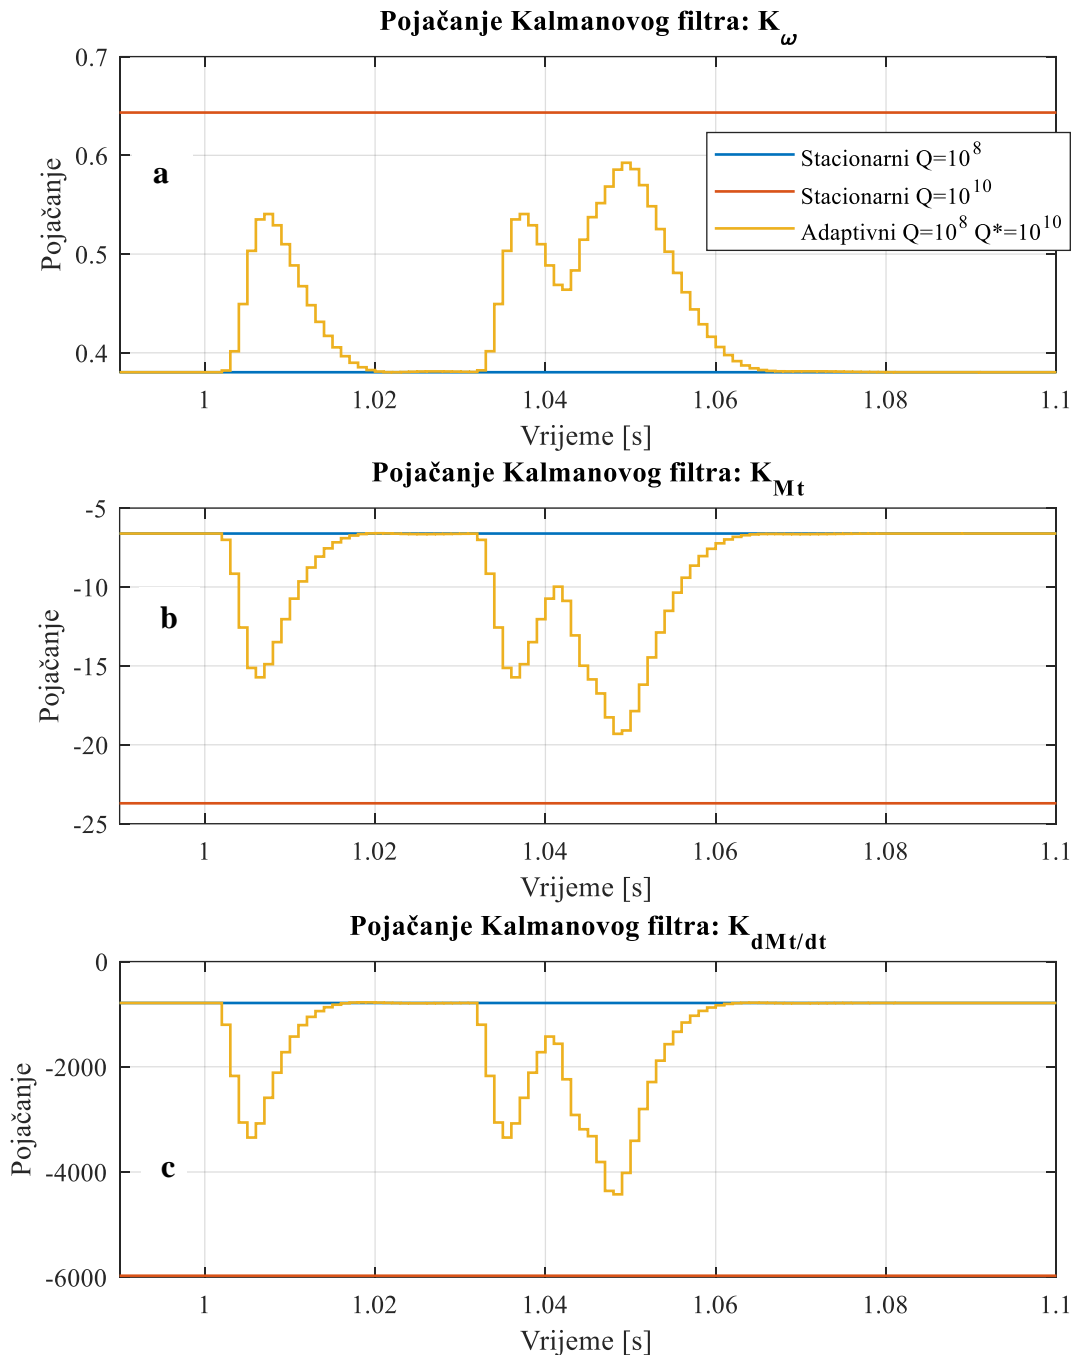 Pojačanje Kalmanovog filtra: K_ω
0.7
0.6
0.5
0.4
Pojačanje
a
Stacionarni Q=10^8
Stacionarni Q=10^10
Adaptivni Q=10^8 Q*=10^10
1 1.02 1.04 1.06 1.08 1.1
Vrijeme [s]
Pojačanje Kalmanovog filtra: K_Mt
-5
-10
-15
-20
-25
Pojačanje
b
1 1.02 1.04 1.06 1.08 1.1
Vrijeme [s]
Pojačanje Kalmanovog filtra: K_dMt/dt
0
-2000
-4000
-6000
Pojačanje
c
1 1.02 1.04 1.06 1.08 1.1
Vrijeme [s]